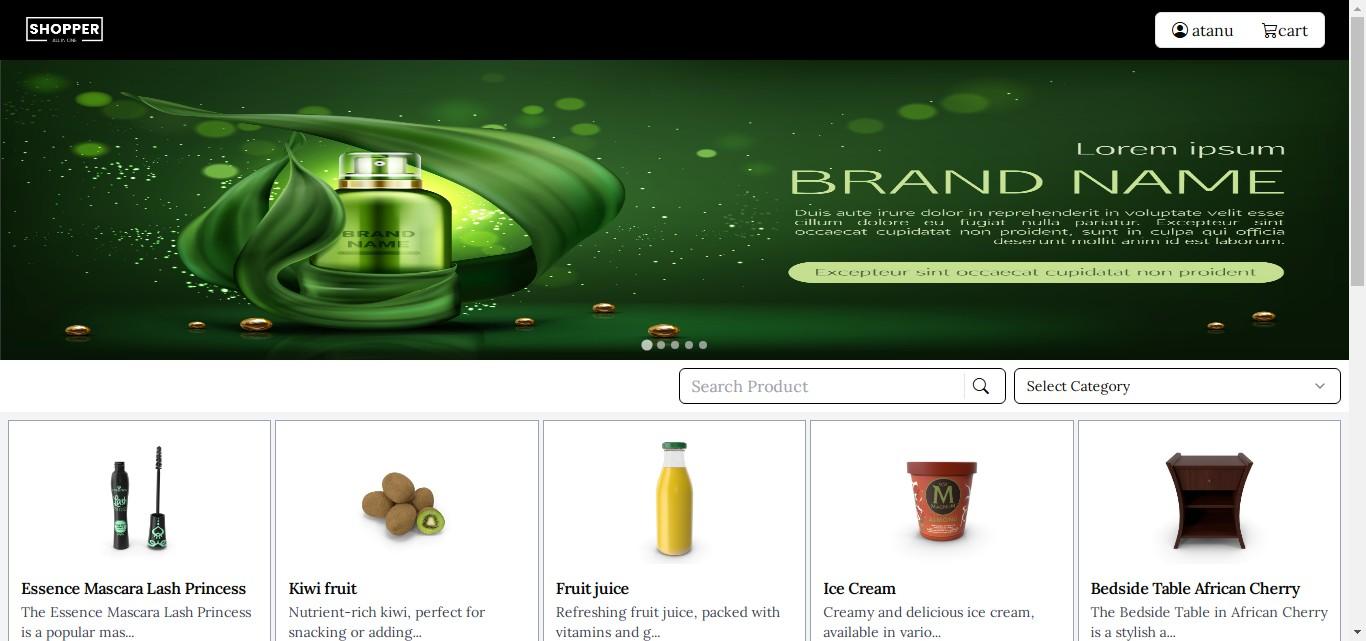 SHOPPER
ALL IN ONE
atanu
cart
Lorem ipsum
BRAND NAME
Duis aute irure dolor in reprehenderit in voluptate velit esse
cillum dolore eu fugiat nulla pariatur. Excepteur sint
occaecat cupidatat non proident, sunt in culpa qui officia
deserunt mollit anim id est laborum.
Excepteur sint occaecat cupidatat non proident
BRAND
NAME
Search Product
Select Category
M
MAGNUM
Essence Mascara Lash Princess
The Essence Mascara Lash Princess
is a popular mas...
Kiwi fruit
Nutrient-rich kiwi, perfect for
snacking or adding...
Fruit juice
Refreshing fruit juice, packed with
vitamins and g...
Ice Cream
Creamy and delicious ice cream,
available in vario...
Bedside Table African Cherry
The Bedside Table in African Cherry
is a stylish a...